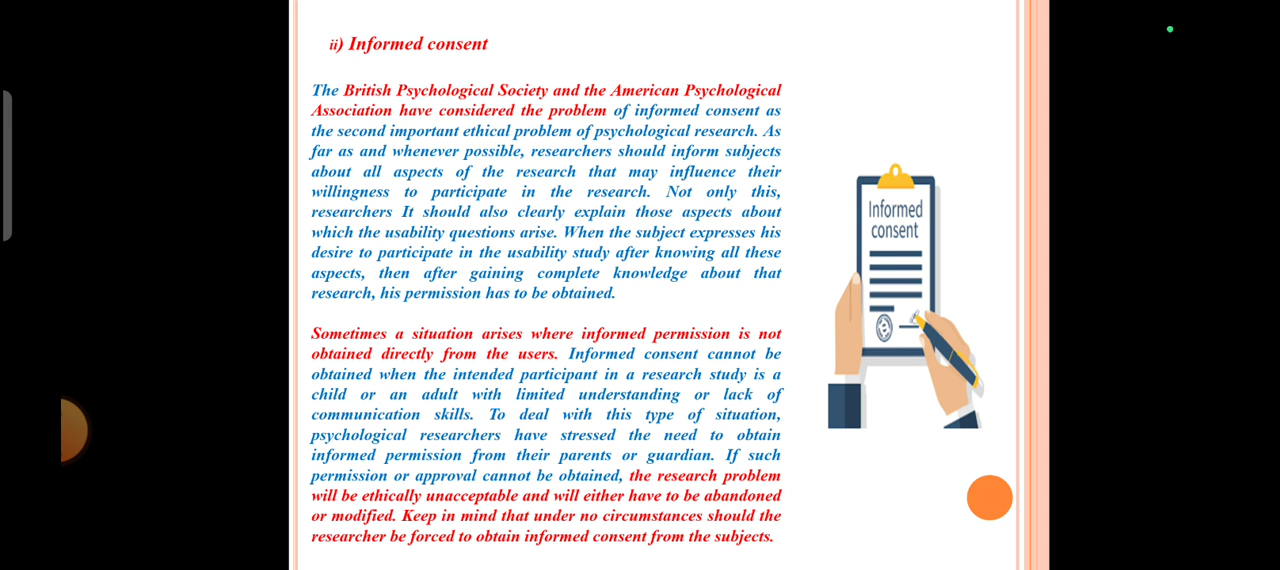 ii) Informed consent
The British Psychological Society and the American Psychological
Association have considered the problem of informed consent as
the second important ethical problem of psychological research. As
far as and whenever possible, researchers should inform subjects
about all aspects of the research that may influence their
willingness to participate in the research. Not only this,
researchers It should also clearly explain those aspects about
which the usability questions arise. When the subject expresses his
desire to participate in the usability study after knowing all these
aspects, then after gaining complete knowledge about that
research, his permission has to be obtained.
Sometimes a situation arises where informed permission is not
obtained directly from the users. Informed consent cannot be
obtained when the intended participant in a research study is a
child or an adult with limited understanding or lack of
communication skills. To deal with this type of situation,
psychological researchers have stressed the need to obtain
informed permission from their parents or guardian. If such
permission or approval cannot be obtained, the research problem
will be ethically unacceptable and will either have to be abandoned
or modified. Keep in mind that under no circumstances should the
researcher be forced to obtain informed consent from the subjects.
Informed
consent